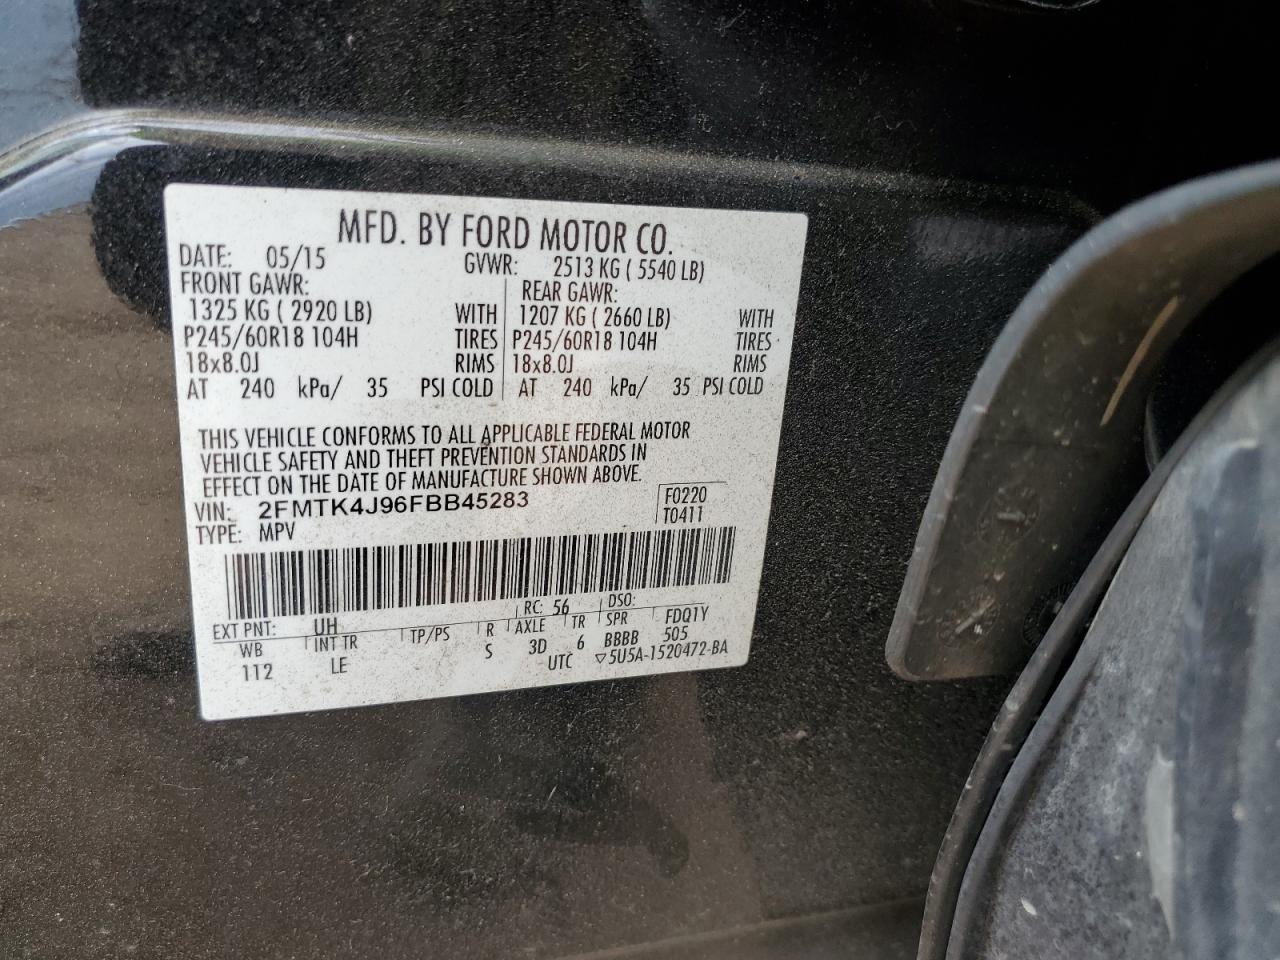 MFD. BY FORD MOTOR CO.
DATE: 05/15 GVWR: 2513 KG ( 5540 LB)
FRONT GAWR: REAR GAWR:
1325 KG ( 2920 LB) WITH 1207 KG ( 2660 LB) WITH
P245/60R18 104H TIRES P245/60R18 104H TIRES
18x8.0J RIMS 18x8.0J RIMS
AT 240 kPa/ 35 PSI COLD AT 240 kPa/ 35 PSI COLD
THIS VEHICLE CONFORMS TO ALL APPLICABLE FEDERAL MOTOR
VEHICLE SAFETY AND THEFT PREVENTION STANDARDS IN
EFFECT ON THE DATE OF MANUFACTURE SHOWN ABOVE.
VIN: 2FMTK4J96FBB45283 F0220
TYPE: MPV T0411
EXT PNT: UH RC: 56 DSO: FDQ1Y
WB INT TR TP/PS R AXLE TR SPR 505
112 LE S 3D 6 BBBB
UTC ▽5U5A-1520472-BA